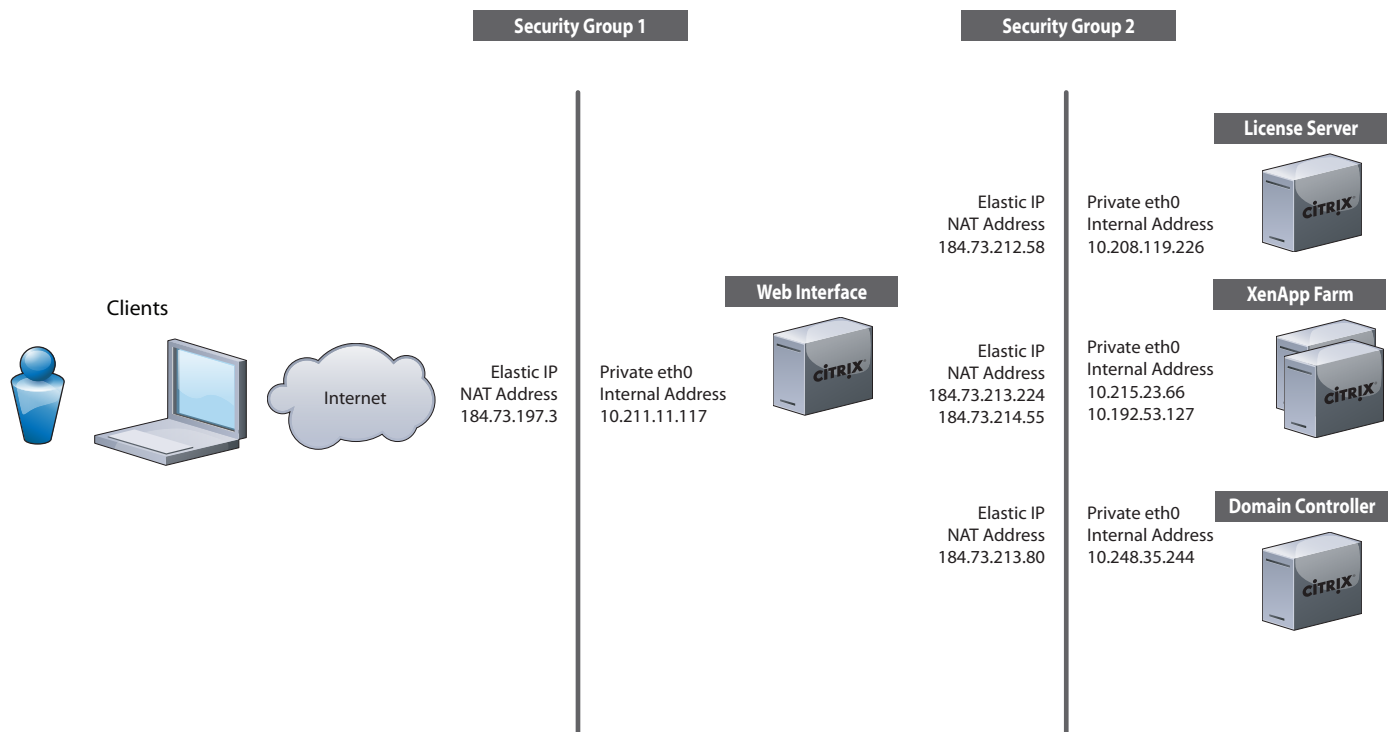 Security Group 1
Security Group 2
License Server
CITRIX
Elastic IP
NAT Address
184.73.212.58
Private eth0
Internal Address
10.208.119.226
Clients
Internet
Elastic IP
NAT Address
184.73.197.3
Private eth0
Internal Address
10.211.11.117
Web Interface
CITRIX
XenApp Farm
CITRIX
Elastic IP
NAT Address
184.73.213.224
184.73.214.55
Private eth0
Internal Address
10.215.23.66
10.192.53.127
Domain Controller
CITRIX
Elastic IP
NAT Address
184.73.213.80
Private eth0
Internal Address
10.248.35.244